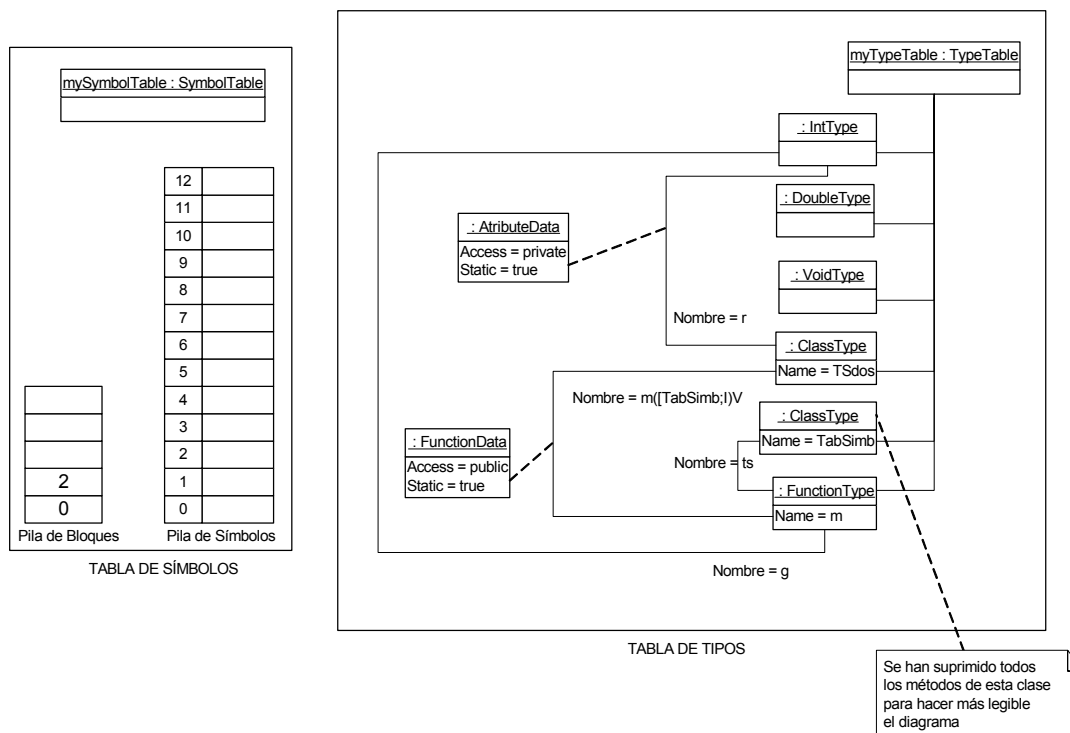 mySymbolTable : SymbolTable
12
11
10
9
8
7
6
5
4
3
2
1
0
2
0
Pila de Bloques
Pila de Símbolos
TABLA DE SÍMBOLOS
myTypeTable : TypeTable
: IntType
: DoubleType
: AtributeData
Access = private
Static = true
: VoidType
Nombre = r
: ClassType
Name = TSdos
Nombre = m([TabSimb;I)V
: ClassType
Name = TabSimb
: FunctionData
Access = public
Static = true
Nombre = ts
: FunctionType
Name = m
Nombre = g
TABLA DE TIPOS
Se han suprimido todos
los métodos de esta clase
para hacer más legible
el diagrama